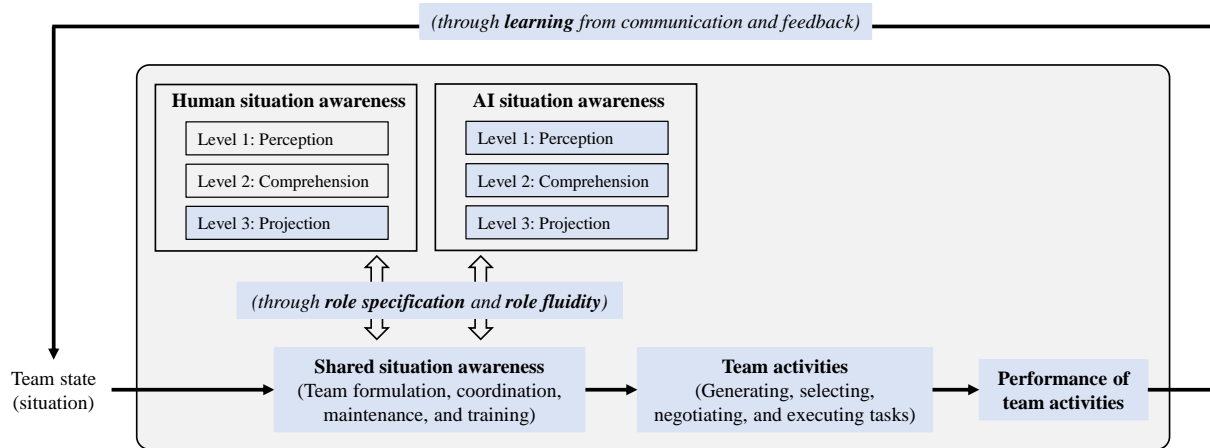 (through learning from communication and feedback)
Human situation awareness
Level 1: Perception
Level 2: Comprehension
Level 3: Projection
AI situation awareness
Level 1: Perception
Level 2: Comprehension
Level 3: Projection
(through role specification and role fluidity)
Team state
(situation)
Shared situation awareness
(Team formulation, coordination,
maintenance, and training)
Team activities
(Generating, selecting,
negotiating, and executing tasks)
Performance of
team activities